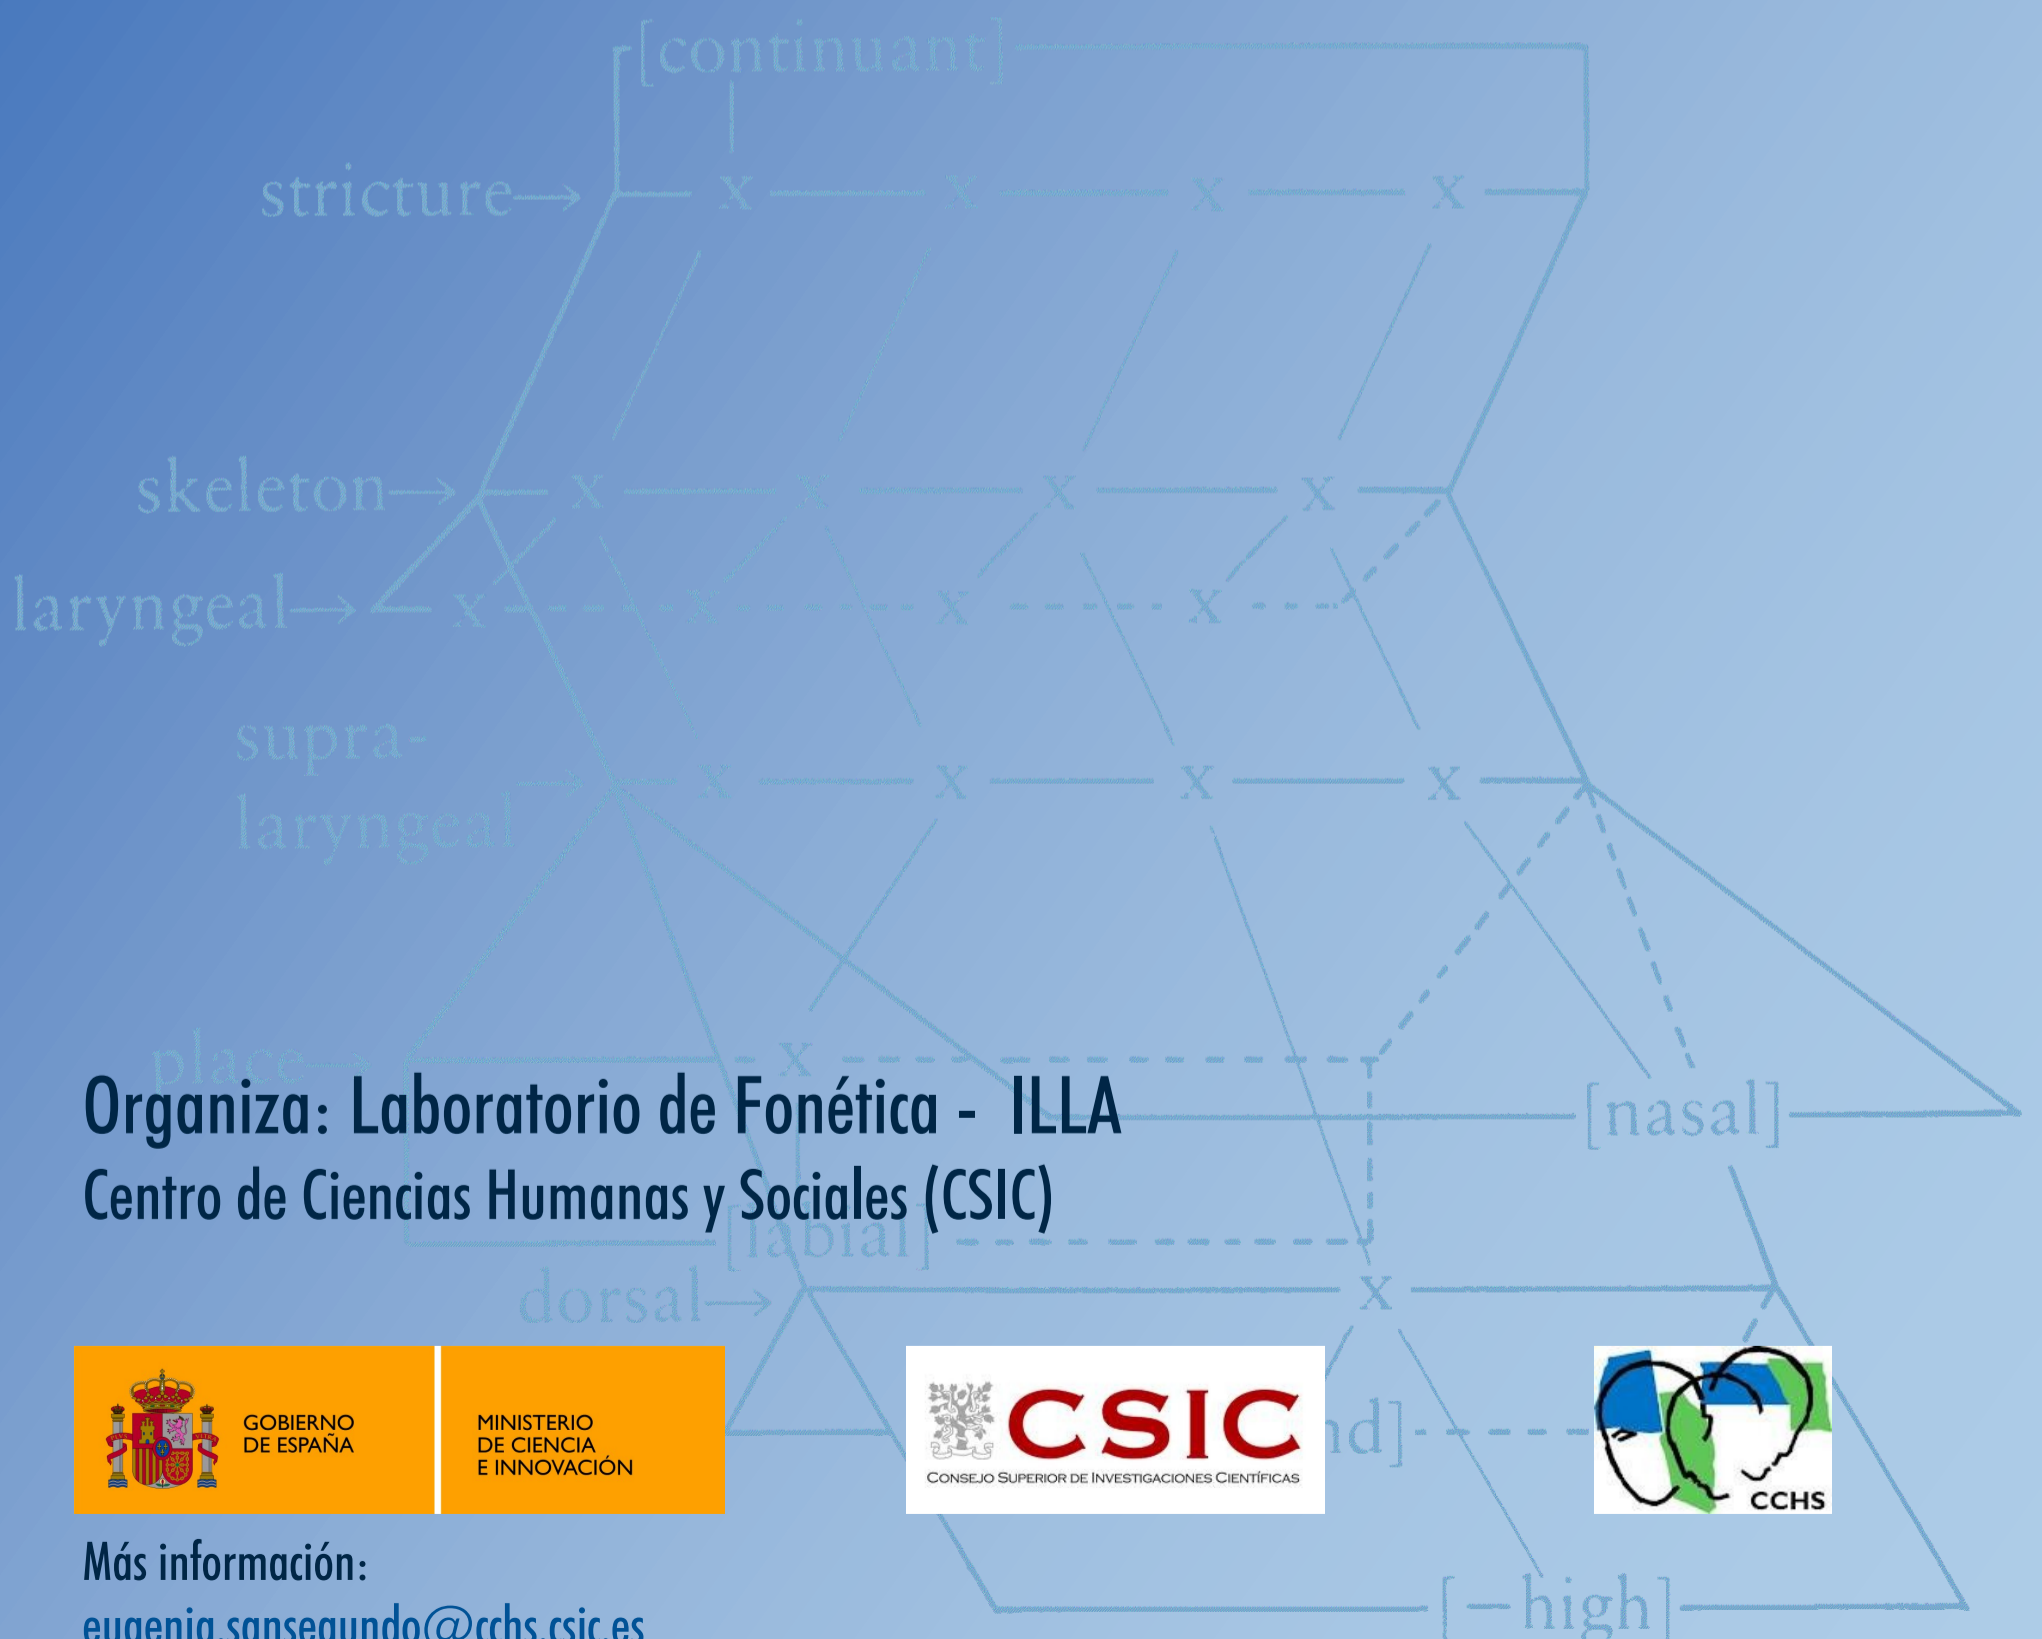 [continuant]
stricture→ x x x x
skeleton→ x x x x
laryngeal→ x x x x
supra-
laryngeal→ x x x x
place→ x
Organiza: Laboratorio de Fonética - ILLA
[nasal]
Centro de Ciencias Humanas y Sociales (CSIC)
[labial]
dorsal→ x
GOBIERNO
DE ESPAÑA
MINISTERIO
DE CIENCIA
E INNOVACIÓN
CSIC
CONSEJO SUPERIOR DE INVESTIGACIONES CIENTÍFICAS
CCHS
Más información:
eugenia.sansegundo@cchs.csic.es
[−high]